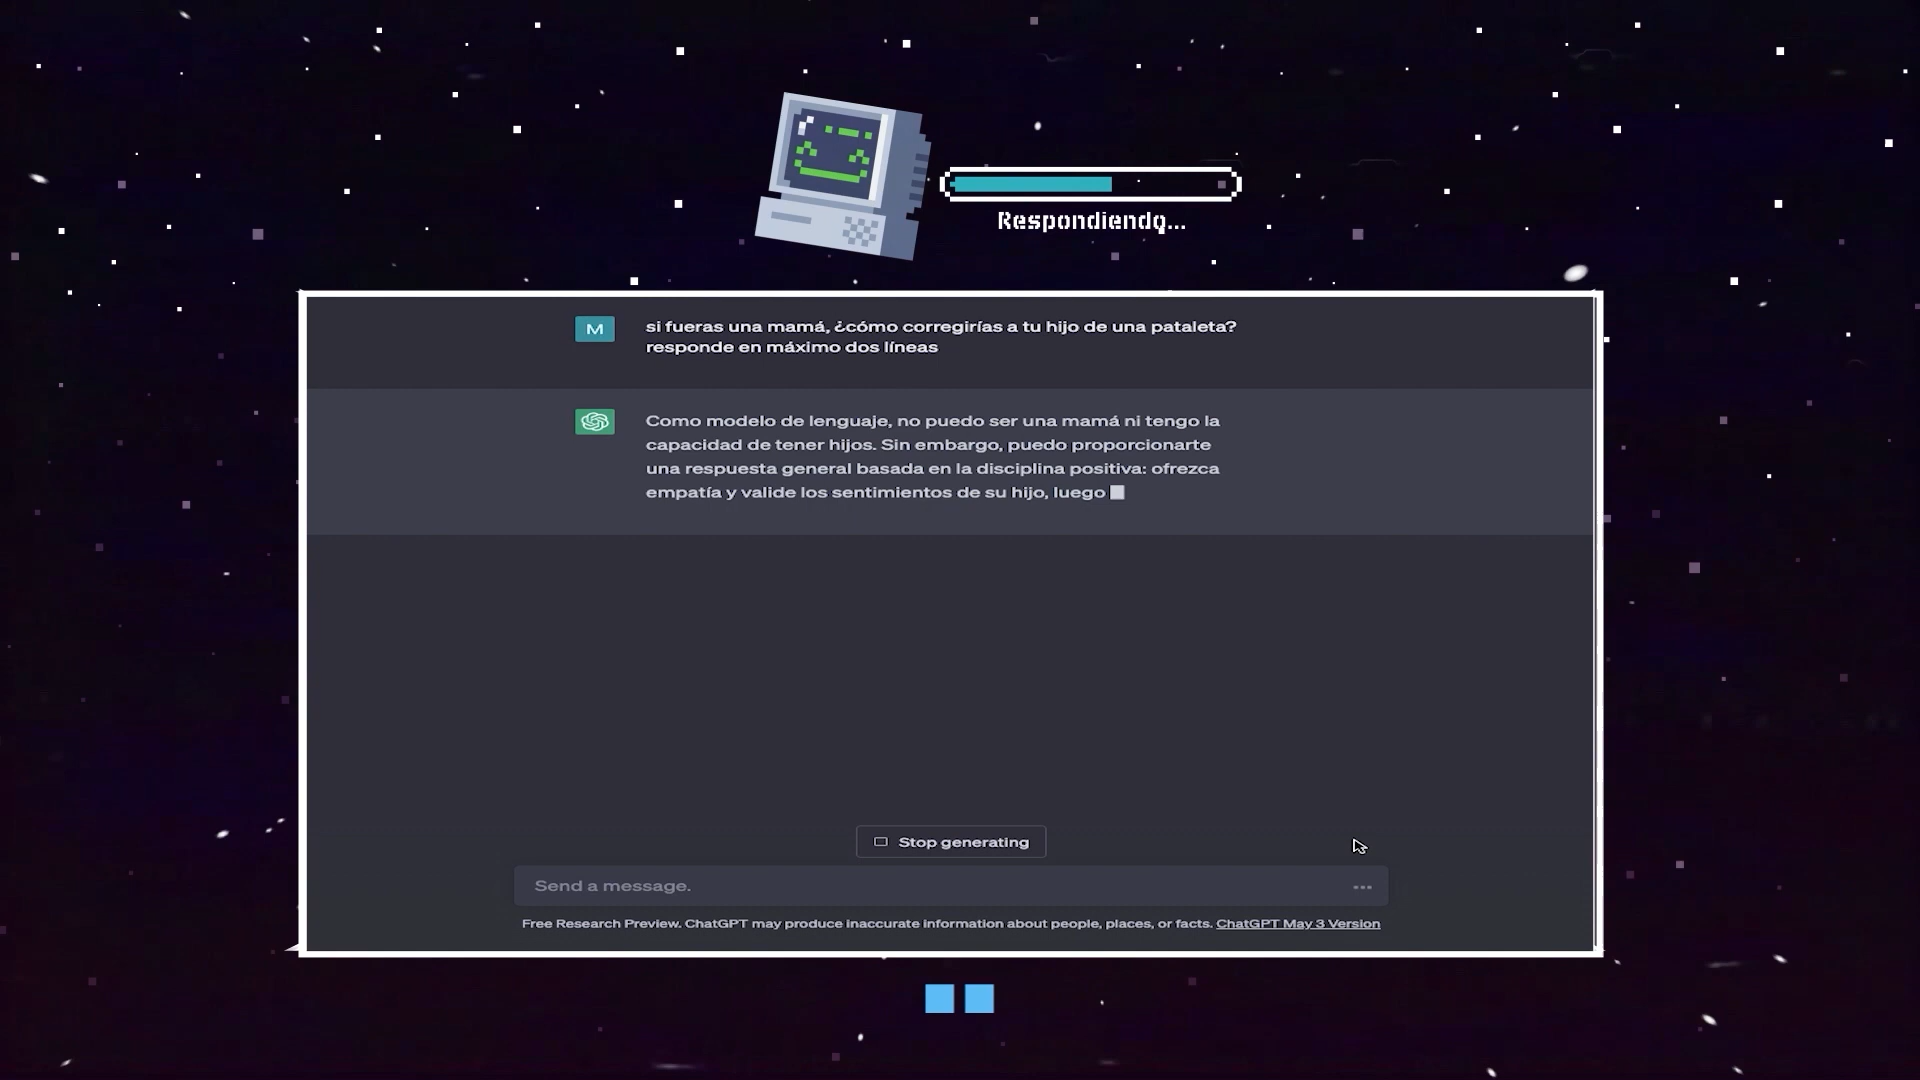 Respondiendo...
M
si fueras una mamá, ¿cómo corregirías a tu hijo de una pataleta?
responde en máximo dos líneas
Como modelo de lenguaje, no puedo ser una mamá ni tengo la
capacidad de tener hijos. Sin embargo, puedo proporcionarte
una respuesta general basada en la disciplina positiva: ofrezca
empatía y valide los sentimientos de su hijo, luego
Stop generating
Send a message.
Free Research Preview. ChatGPT may produce inaccurate information about people, places, or facts. ChatGPT May 3 Version